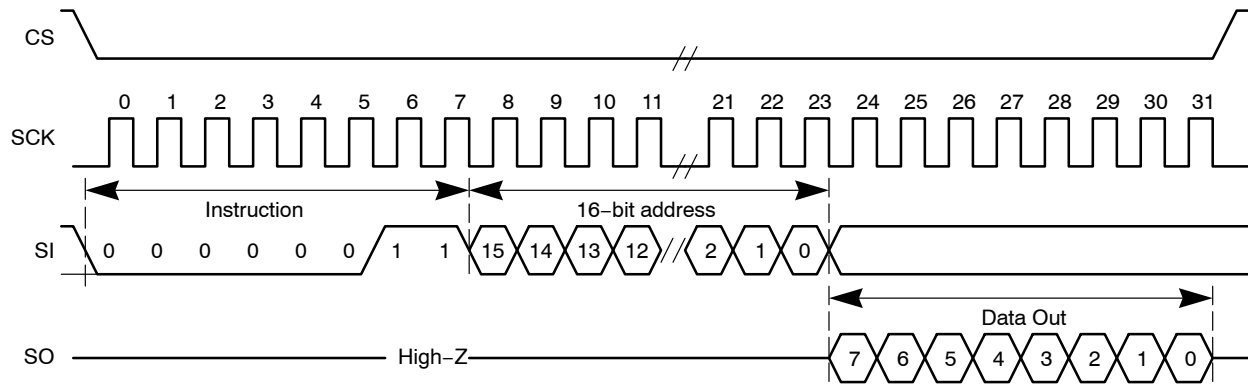 CS
0 1 2 3 4 5 6 7 8 9 10 11 21 22 23 24 25 26 27 28 29 30 31
SCK
Instruction 16−bit address
SI 0 0 0 0 0 0 1 1 15 14 13 12 2 1 0
Data Out
SO High−Z 7 6 5 4 3 2 1 0